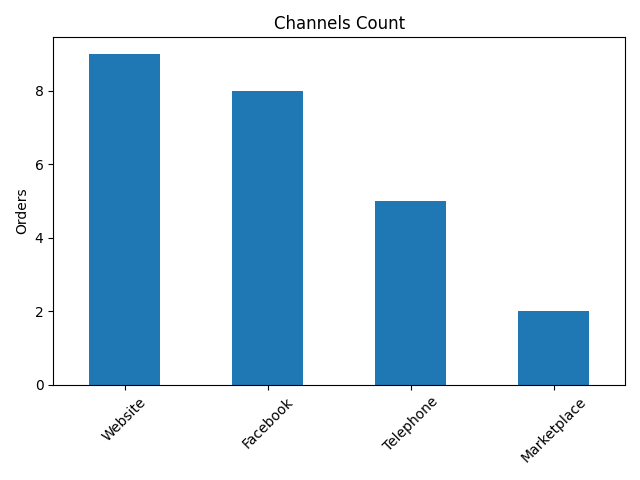 Channels Count
Orders
8
6
4
2
0
Website
Facebook
Telephone
Marketplace